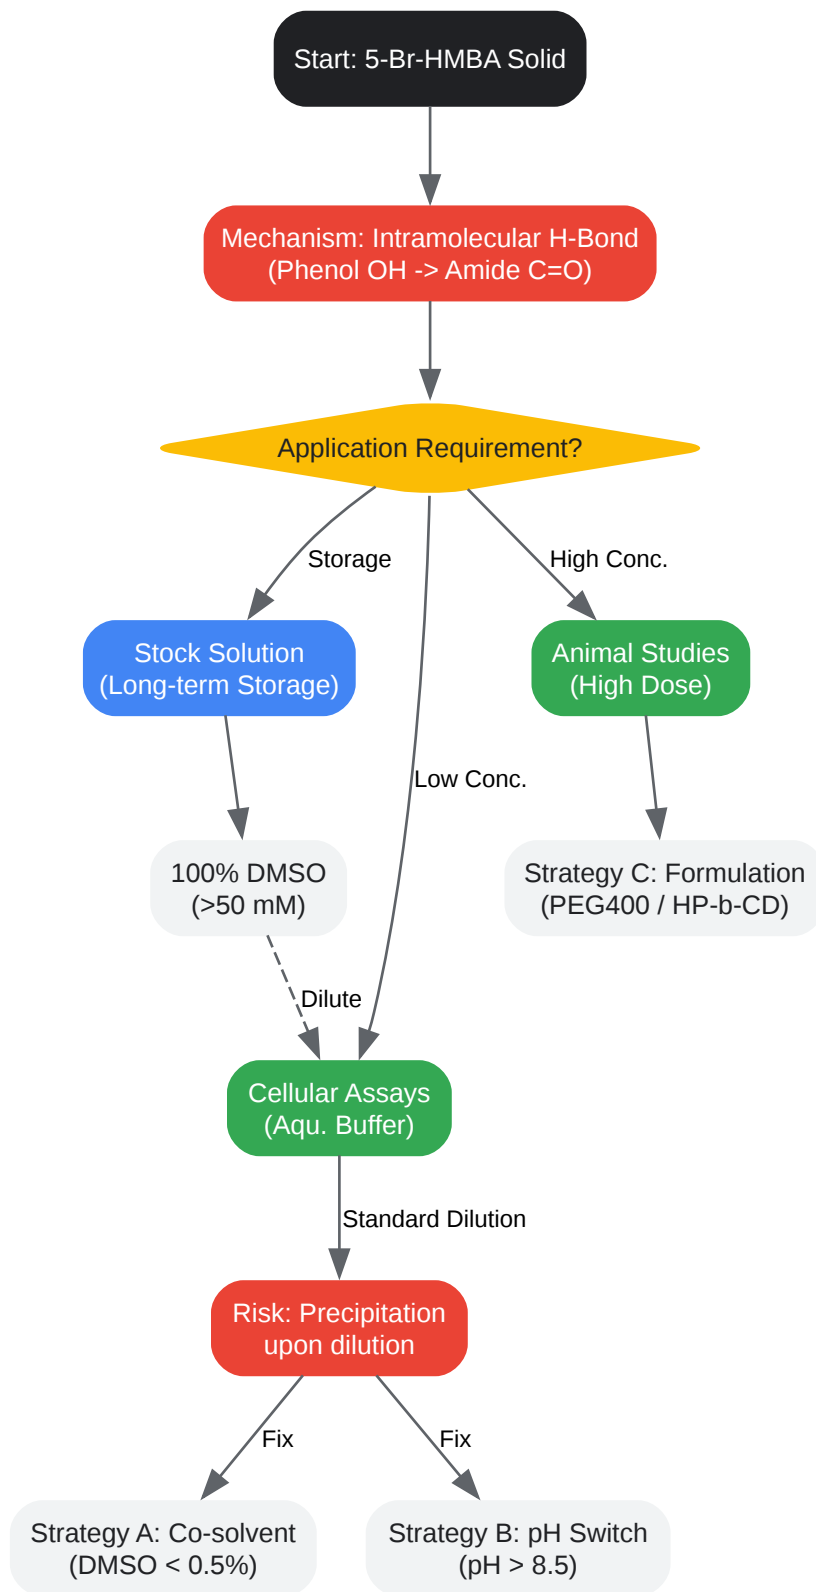 Start: 5-Br-HMBA Solid
Mechanism: Intramolecular H-Bond
(Phenol OH -> Amide C=O)
Application Requirement?
Storage
High Conc.
Stock Solution
(Long-term Storage)
Animal Studies
(High Dose)
Low Conc.
100% DMSO
(>50 mM)
Strategy C: Formulation
(PEG400 / HP-b-CD)
Dilute
Cellular Assays
(Aqu. Buffer)
Standard Dilution
Risk: Precipitation
upon dilution
Fix
Fix
Strategy A: Co-solvent
(DMSO < 0.5%)
Strategy B: pH Switch
(pH > 8.5)